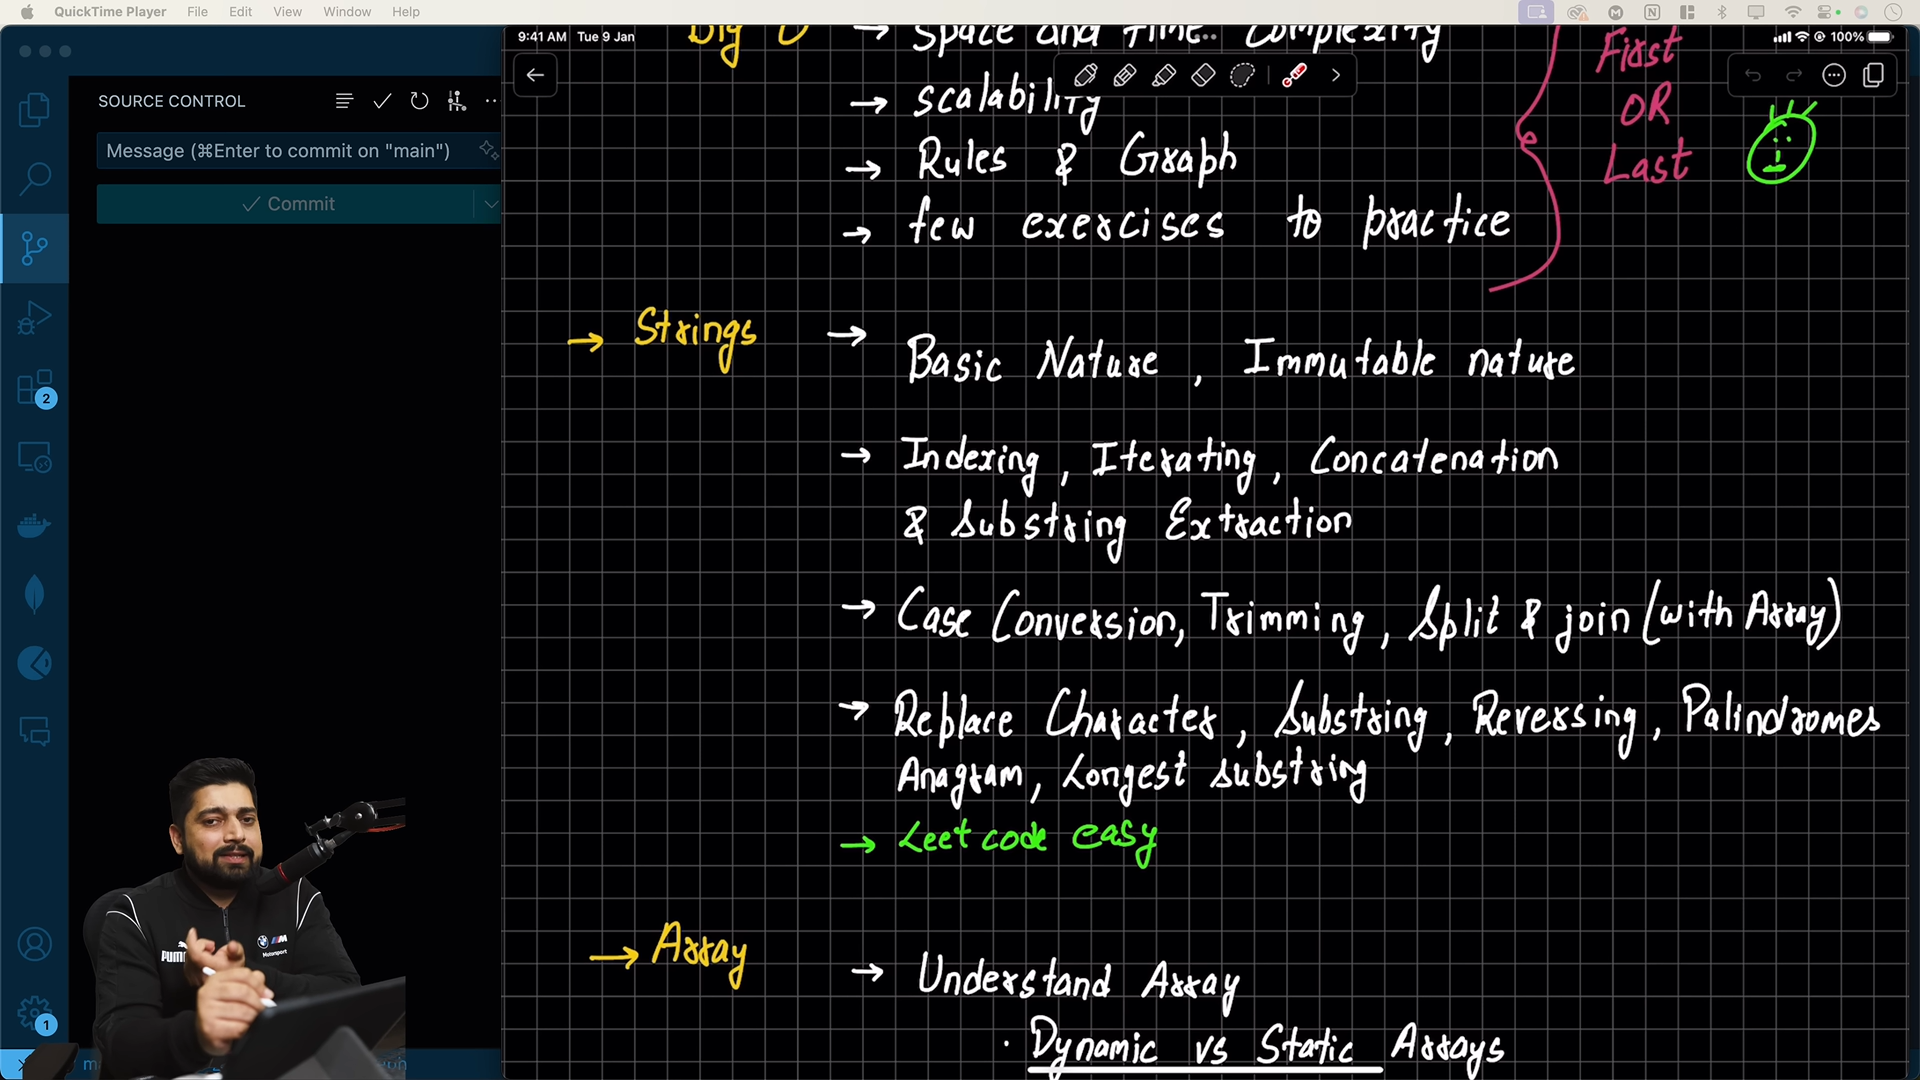 QuickTime Player File Edit View Window Help
9:41 AM Tue 9 Jan
100%
SOURCE CONTROL
Message (⌘Enter to commit on "main")
Commit
2
1
Big O → Space and Time Complexity
→ scalability
→ Rules & Graph
→ few exercises to practice
First
OR
Last
→ Strings → Basic Nature, Immutable nature
→ Indexing, Iterating, Concatenation
& Substring Extraction
→ Case Conversion, Trimming, Split & join (with Array)
→ Replace Character, Substring, Reversing, Palindromes
Anagram, Longest substring
→ Leetcode easy
→ Array → Understand Array
· Dynamic vs Static Arrays
PUMA
M
Motorsport